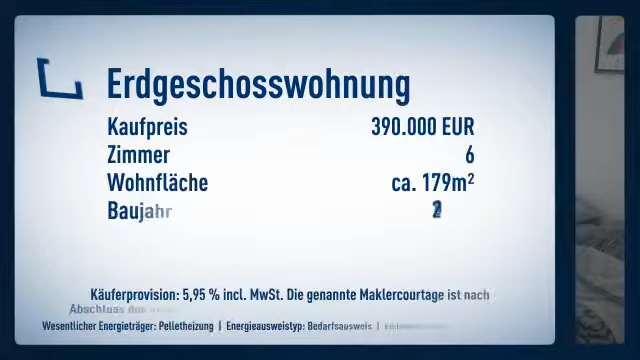 Erdgeschosswohnung
Kaufpreis 390.000 EUR
Zimmer 6
Wohnfläche ca. 179m²
Baujahr 2
Käuferprovision: 5,95 % incl. MwSt. Die genannte Maklercourtage ist nach
Abschluss
Wesentlicher Energieträger: Pelletheizung | Energieausweistyp: Bedarfsausweis |